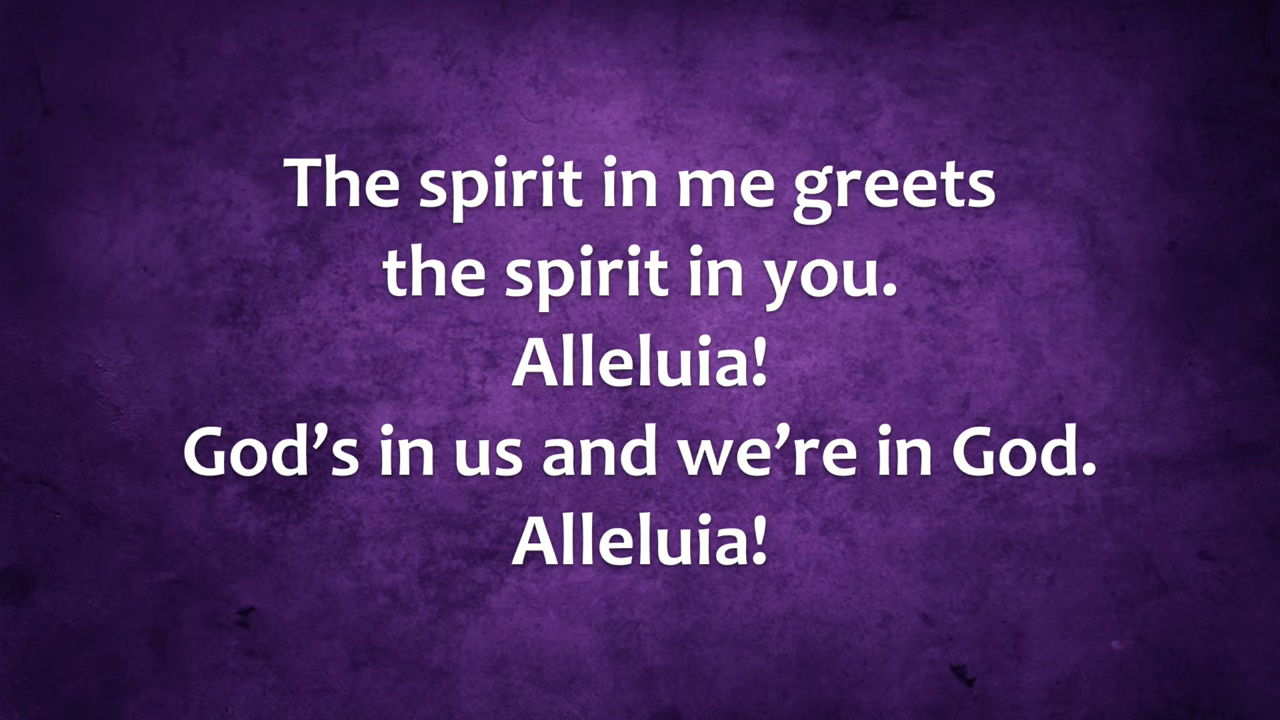 The spirit in me greets
the spirit in you.
Alleluia!
God’s in us and we’re in God.
Alleluia!